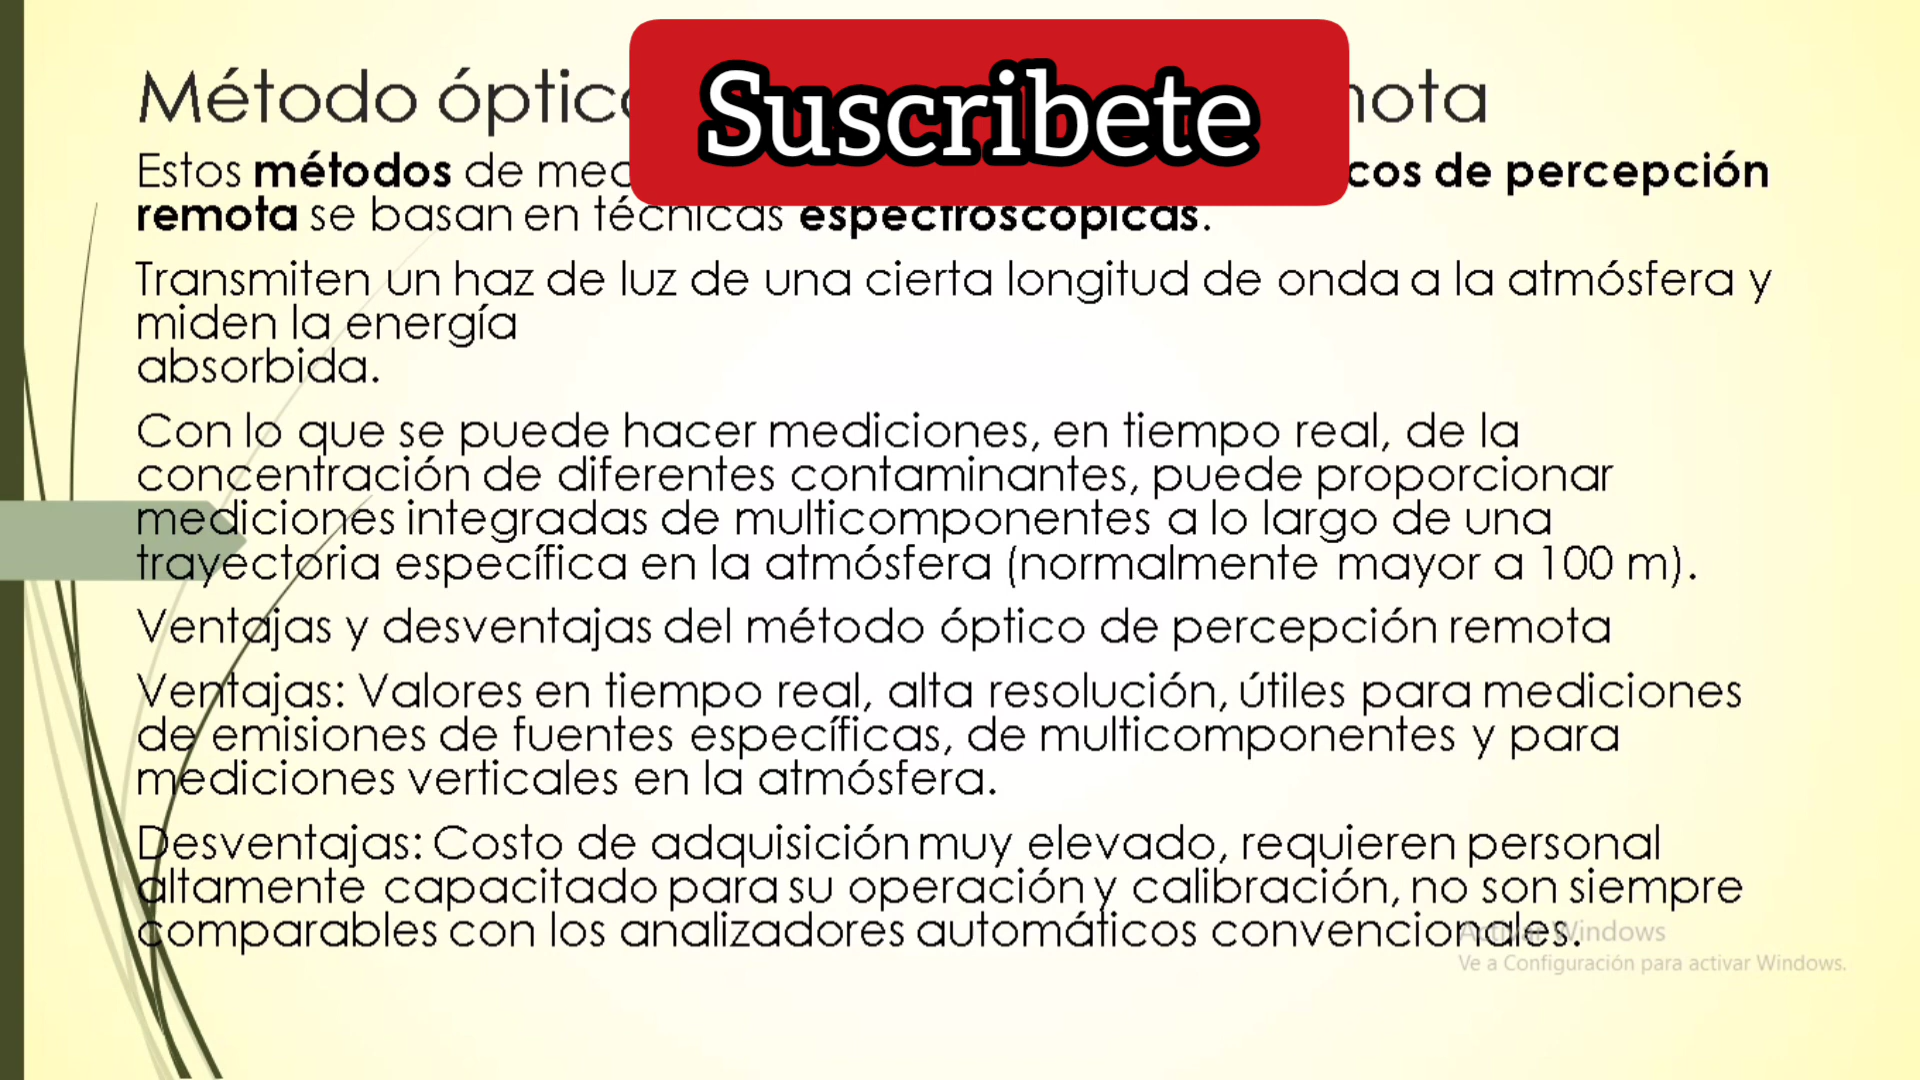 Suscribete
Método
Estos métodos de de percepción
remota se basan en técnicas espectroscópicas.
Transmiten un haz de luz de una cierta longitud de onda a la atmósfera y
miden la energía
absorbida.
Con lo que se puede hacer mediciones, en tiempo real, de la
concentración de diferentes contaminantes, puede proporcionar
mediciones integradas de multicomponentes a lo largo de una
trayectoria específica en la atmósfera (normalmente mayor a 100 m).
Ventajas y desventajas del método óptico de percepción remota
Ventajas: Valores en tiempo real, alta resolución, útiles para mediciones
de emisiones de fuentes específicas, de multicomponentes y para
mediciones verticales en la atmósfera.
Desventajas: Costo de adquisición muy elevado, requieren personal
altamente capacitado para su operación y calibración, no son siempre
comparables con los analizadores automáticos convencionales.
Activar Windows
Ve a Configuración para activar Windows.